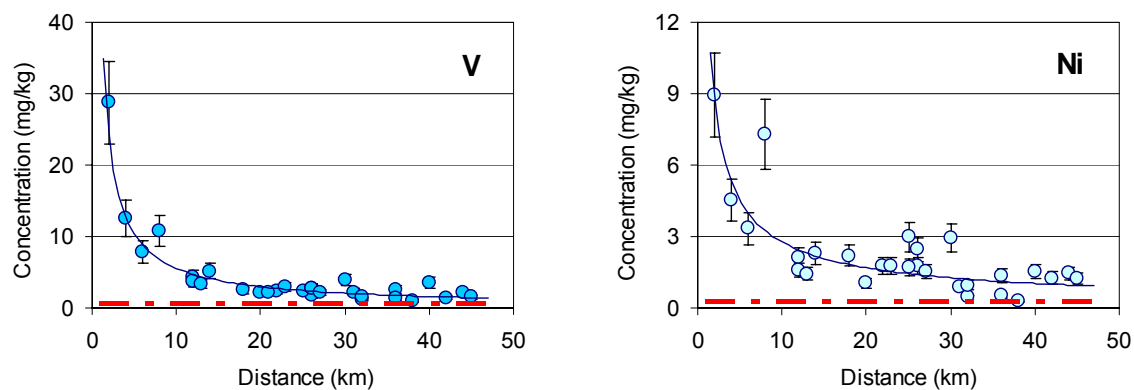 V
Concentration (mg/kg)
40
30
20
10
0
0 10 20 30 40 50
Distance (km)
Ni
Concentration (mg/kg)
12
9
6
3
0
0 10 20 30 40 50
Distance (km)